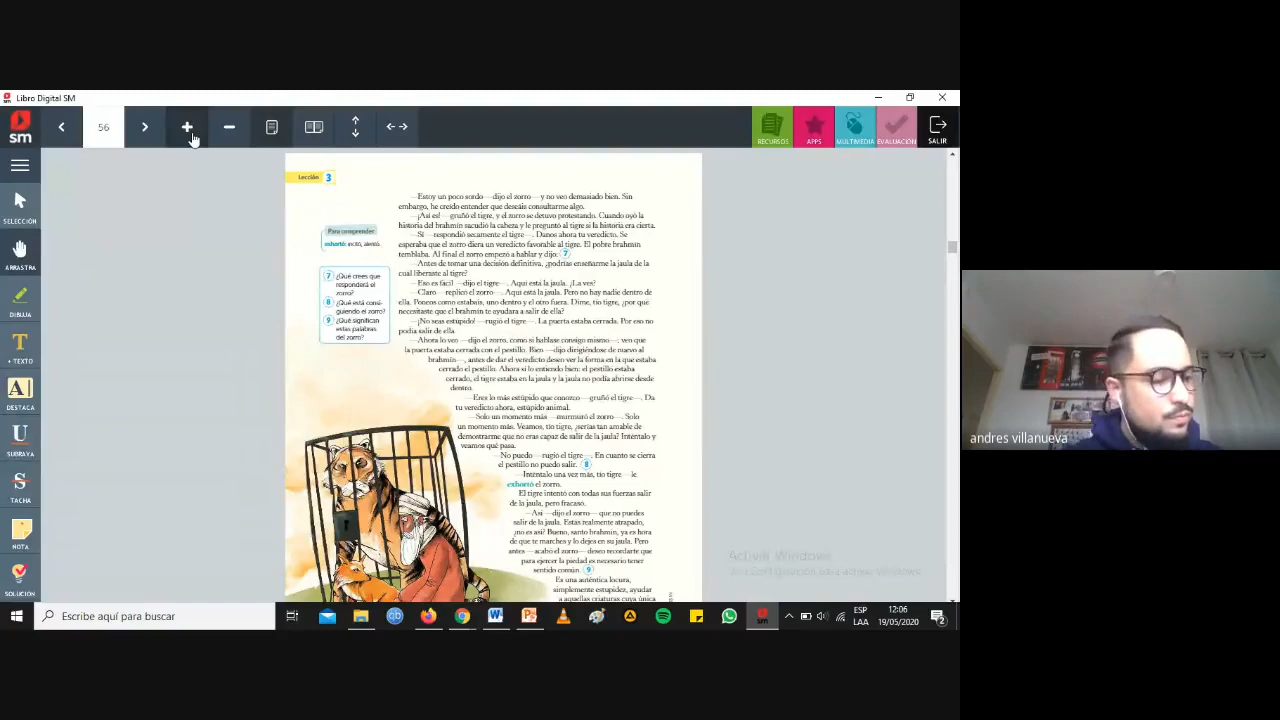 Libro Digital SM
sm
56
RECURSOS
APPS
MULTIMEDIA
EVALUACIÓN
SALIR
SELECCIÓN
ARRASTRA
DIBUJA
T
+ TEXTO
A
DESTACA
U
SUBRAYA
S
TACHA
NOTA
SOLUCIÓN
Lección 3
Para comprender
exhortó: incitó, alentó.
7 ¿Qué crees que
responderá el
zorro?
8 ¿Qué está consi-
guiendo el zorro?
9 ¿Qué significan
estas palabras
del zorro?
—Estoy un poco sordo —dijo el zorro— y no veo demasiado bien. Sin
embargo, he creído entender que deseáis consultarme algo.
—¡Así es! —gruñó el tigre, y el zorro se detuvo protestando. Cuando oyó la
historia del brahmín sacudió la cabeza y le preguntó al tigre si la historia era cierta.
—Sí —respondió secamente el tigre—. Danos ahora tu veredicto. Se
esperaba que el zorro diera un veredicto favorable al tigre. El pobre brahmín
temblaba. Al final el zorro empezó a hablar y dijo: 7
—Antes de tomar una decisión definitiva, ¿podrías enseñarme la jaula de la
cual liberaste al tigre?
—Eso es fácil —dijo el tigre—. Aquí está la jaula. ¿La ves?
—Claro —replicó el zorro—. Aquí está la jaula. Pero no hay nadie dentro de
ella. Poneos como estabais, uno dentro y el otro fuera. Dime, tío tigre, ¿por qué
necesitaste que el brahmín te ayudara a salir de ella?
—¡No seas estúpido! —rugió el tigre—. La puerta estaba cerrada. Por eso no
podía salir de ella.
—Ahora lo veo —dijo el zorro, como si hablase consigo mismo—, veo que
la puerta estaba cerrada con el pestillo. Bien —dijo dirigiéndose de nuevo al
brahmín—, antes de dar el veredicto deseo ver la forma en la que estaba
cerrado el pestillo. Ahora sí lo entiendo bien: el pestillo estaba
cerrado, el tigre estaba en la jaula y la jaula no podía abrirse desde
dentro.
—Eres lo más estúpido que conozco —gruñó el tigre—. Da
tu veredicto ahora, estúpido animal.
—Solo un momento más —murmuró el zorro—. Solo
un momento más. Veamos, tío tigre, ¿serías tan amable de
demostrarme que no eras capaz de salir de la jaula? Inténtalo y
veamos qué pasa.
—No puedo —rugió el tigre—. En cuanto se cierra
el pestillo no puedo salir. 8
—Inténtalo una vez más, tío tigre —le
exhortó el zorro.
El tigre intentó con todas sus fuerzas salir
de la jaula, pero fracasó.
—Así —dijo el zorro— que no puedes
salir de la jaula. Estás realmente atrapado,
¿no es así? Bueno, santo brahmín, ya es hora
de que te marches y lo dejes en su jaula. Pero
antes —acabó el zorro— deseo recordarte que
para ejercer la piedad es necesario tener
sentido común. 9
Es una auténtica locura,
simplemente estupidez, ayudar
a aquellas criaturas cuya única
Activar Windows
andres villanueva
Escribe aquí para buscar
ESP
LAA
12:06
19/05/2020
2